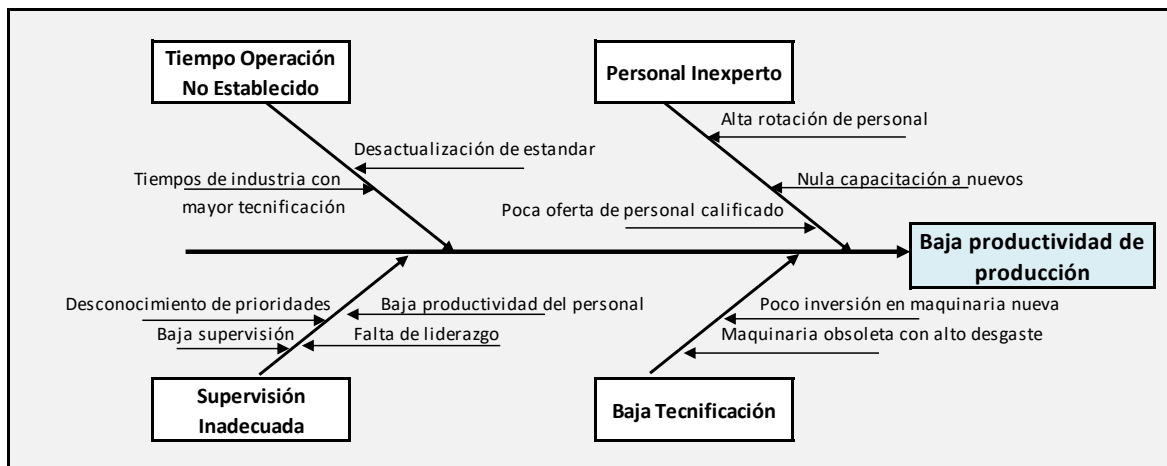 Tiempo Operación
No Establecido
Personal Inexperto
Alta rotación de personal
Desactualización de estandar
Tiempos de industria con
mayor tecnificación
Nula capacitación a nuevos
Poca oferta de personal calificado
Baja productividad de
producción
Desconocimiento de prioridades
Baja productividad del personal
Baja supervisión
Falta de liderazgo
Poco inversión en maquinaria nueva
Maquinaria obsoleta con alto desgaste
Supervisión
Inadecuada
Baja Tecnificación